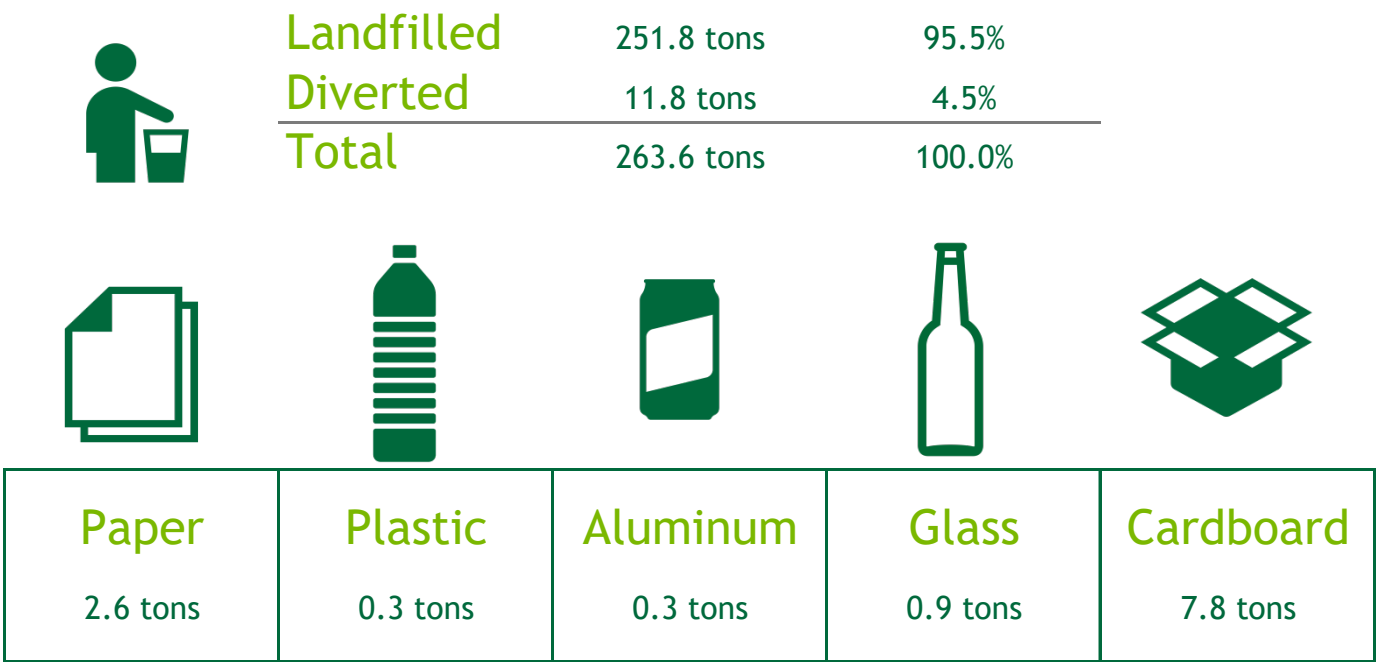 Landfilled 251.8 tons 95.5%
Diverted 11.8 tons 4.5%
Total 263.6 tons 100.0%
Paper Plastic Aluminum Glass Cardboard
2.6 tons 0.3 tons 0.3 tons 0.9 tons 7.8 tons